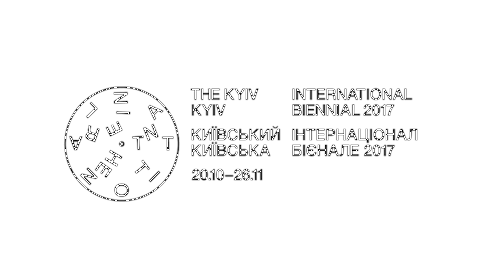 THE KYIV INTERNATIONAL
KYIV BIENNIAL 2017
КИЇВСЬКИЙ ІНТЕРНАЦІОНАЛ
КИЇВСЬКА БІЄНАЛЕ 2017
20.10–26.11